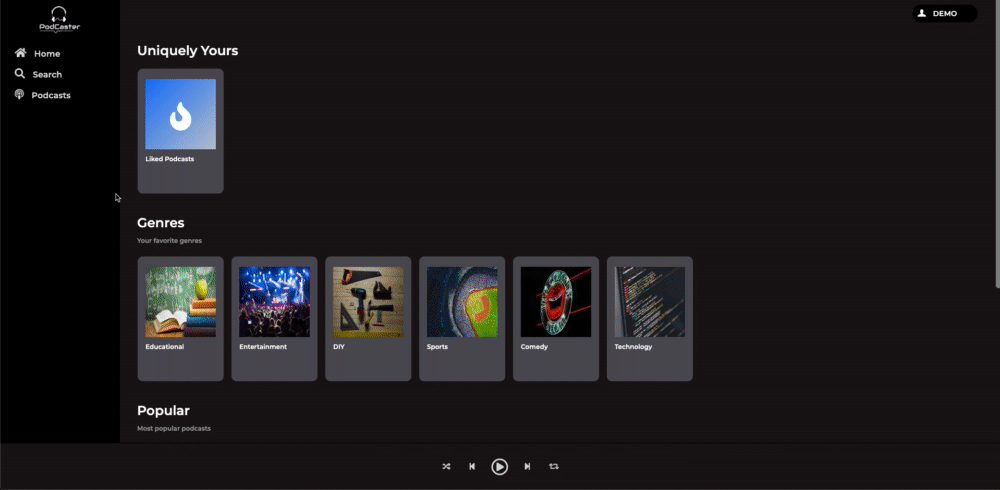 PodCaster
DEMO
Home
Search
Podcasts
Uniquely Yours
Liked Podcasts
Genres
Your favorite genres
Educational
Entertainment
DIY
Sports
Comedy
Technology
Popular
Most popular podcasts